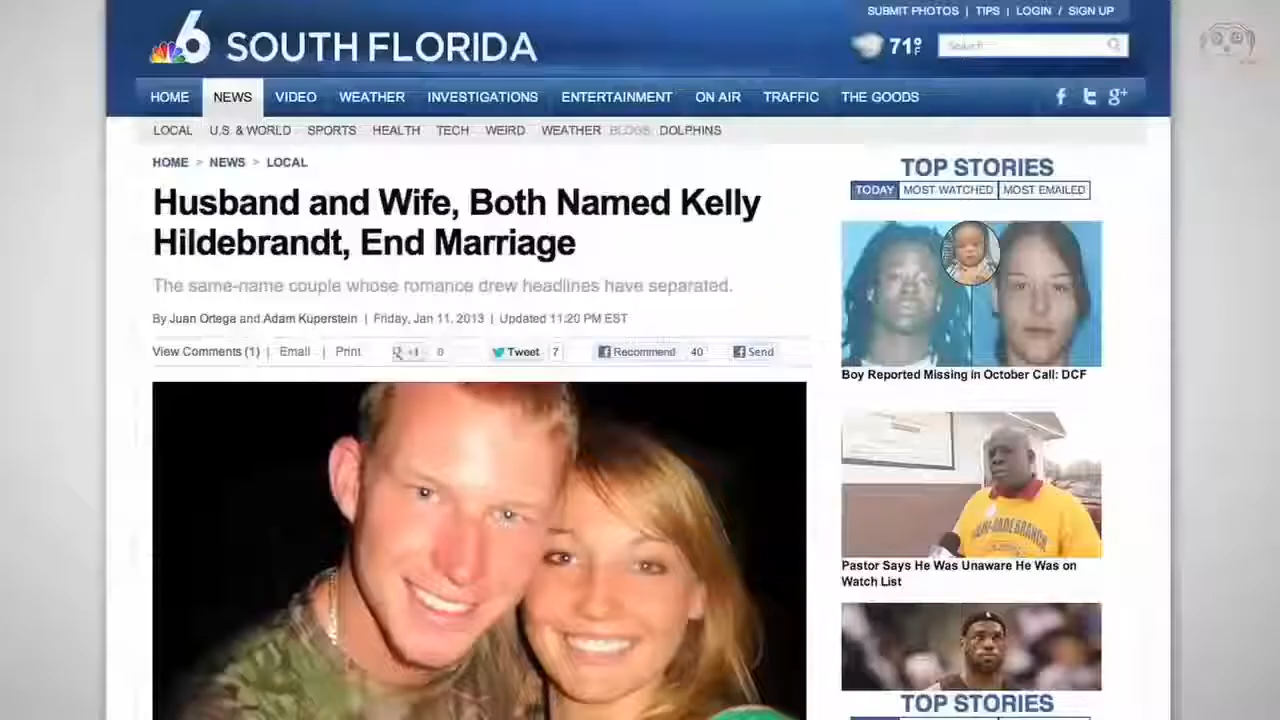 SUBMIT PHOTOS | TIPS | LOGIN / SIGN UP
6 SOUTH FLORIDA
71°F
Search
HOME NEWS VIDEO WEATHER INVESTIGATIONS ENTERTAINMENT ON AIR TRAFFIC THE GOODS
LOCAL U.S. & WORLD SPORTS HEALTH TECH WEIRD WEATHER BLOGS DOLPHINS
HOME > NEWS > LOCAL
Husband and Wife, Both Named Kelly
Hildebrandt, End Marriage
The same-name couple whose romance drew headlines have separated.
By Juan Ortega and Adam Kuperstein | Friday, Jan 11, 2013 | Updated 11:20 PM EST
View Comments (1) | Email | Print +1 0 Tweet 7 Recommend 40 Send
TOP STORIES
TODAY MOST WATCHED MOST EMAILED
Boy Reported Missing in October Call: DCF
Pastor Says He Was Unaware He Was on
Watch List
TOP STORIES